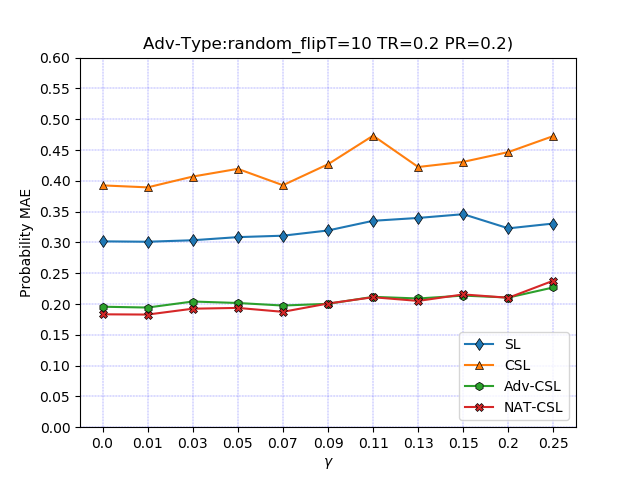 Adv-Type:random_flipT=10 TR=0.2 PR=0.2)
Probability MAE
0.60
0.55
0.50
0.45
0.40
0.35
0.30
0.25
0.20
0.15
0.10
0.05
0.00
SL
CSL
Adv-CSL
NAT-CSL
0.0 0.01 0.03 0.05 0.07 0.09 0.11 0.13 0.15 0.2 0.25
γ